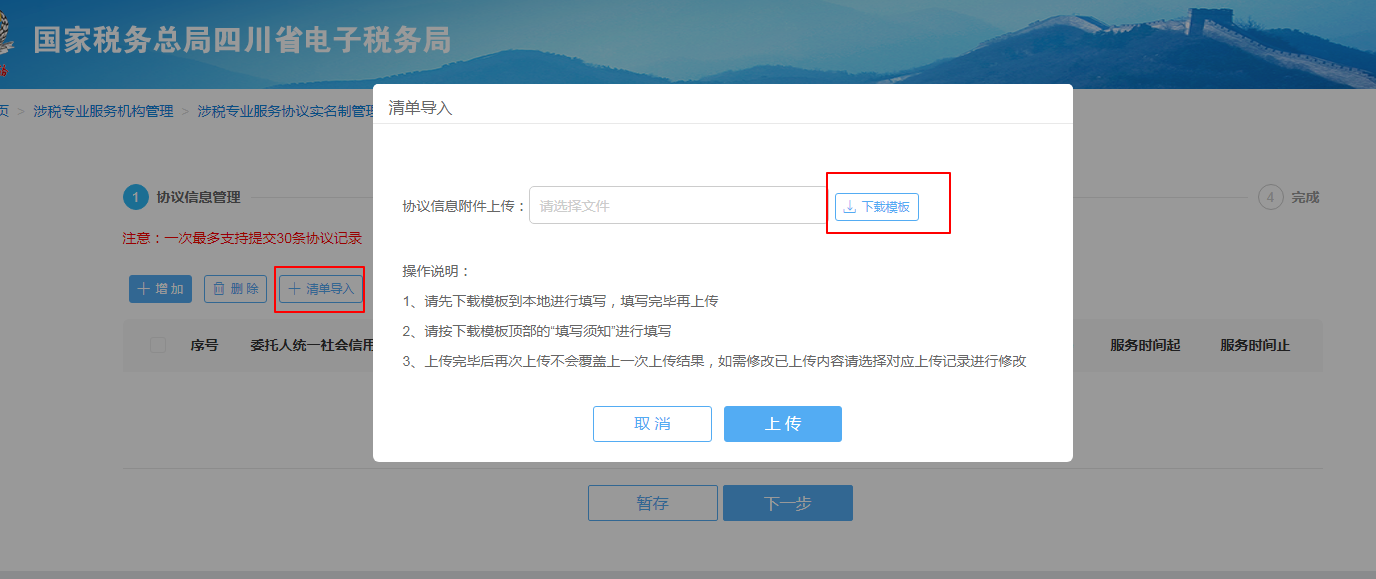 国家税务总局四川省电子税务局
页 > 涉税专业服务机构管理 > 涉税专业服务协议实名制管理
清单导入
协议信息附件上传：
请选择文件
下载模板
1 协议信息管理
4 完成
注意：一次最多支持提交30条协议记录
增加
删除
清单导入
操作说明：
1、请先下载模板到本地进行填写，填写完毕再上传
2、请按下载模板顶部的“填写须知”进行填写
3、上传完毕后再次上传不会覆盖上一次上传结果，如需修改已上传内容请选择对应上传记录进行修改
序号 委托人统一社会信用 服务时间起 服务时间止
取消
上传
暂存
下一步